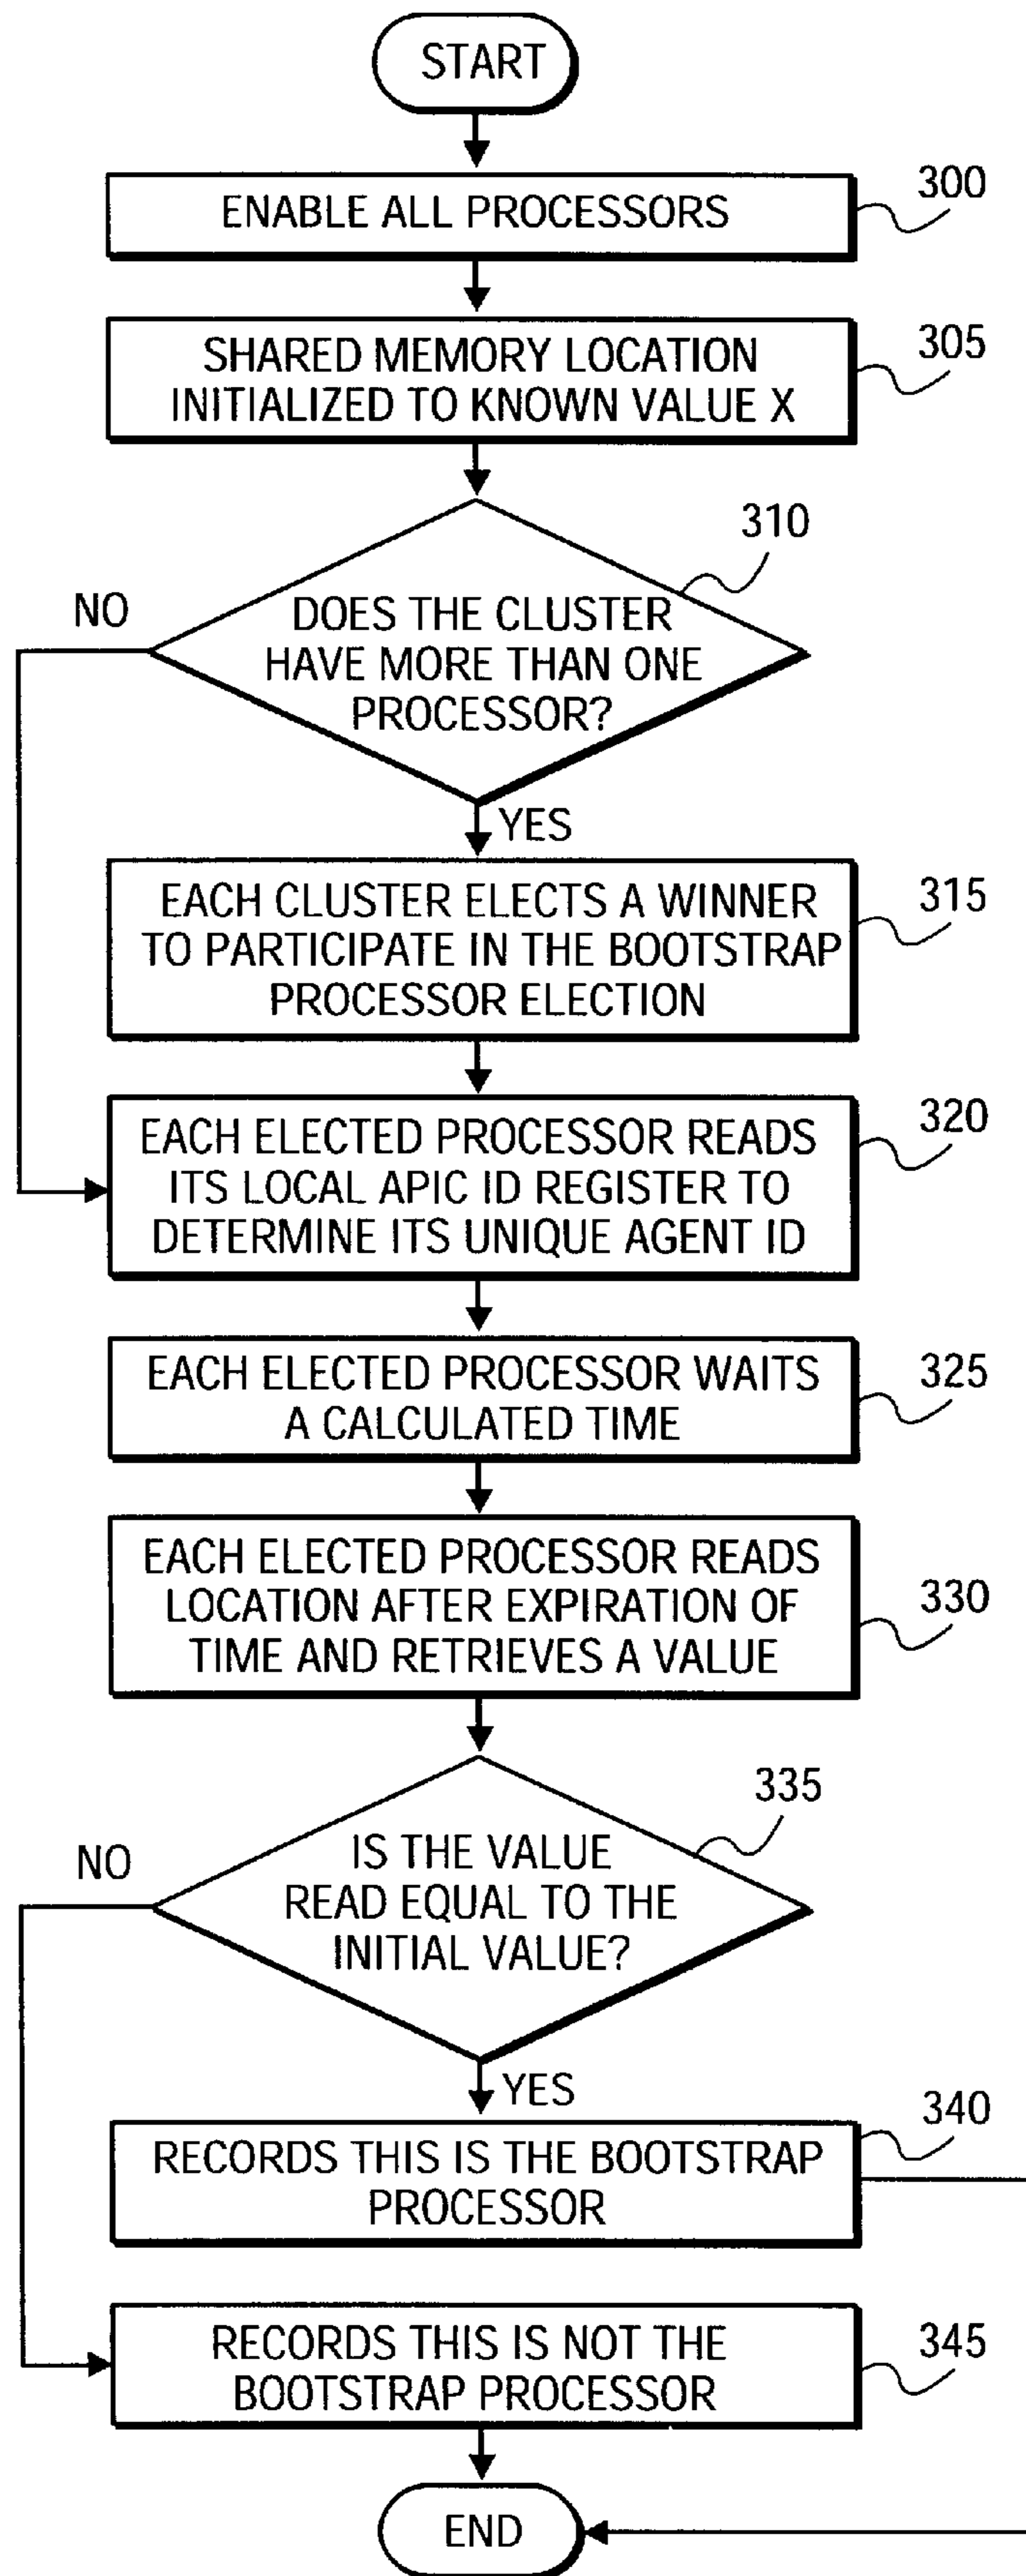 START
ENABLE ALL PROCESSORS
300
SHARED MEMORY LOCATION
INITIALIZED TO KNOWN VALUE X
305
310
DOES THE CLUSTER
HAVE MORE THAN ONE
PROCESSOR?
NO
YES
EACH CLUSTER ELECTS A WINNER
TO PARTICIPATE IN THE BOOTSTRAP
PROCESSOR ELECTION
315
EACH ELECTED PROCESSOR READS
ITS LOCAL APIC ID REGISTER TO
DETERMINE ITS UNIQUE AGENT ID
320
EACH ELECTED PROCESSOR WAITS
A CALCULATED TIME
325
EACH ELECTED PROCESSOR READS
LOCATION AFTER EXPIRATION OF
TIME AND RETRIEVES A VALUE
330
335
IS THE VALUE
READ EQUAL TO THE
INITIAL VALUE?
NO
YES
RECORDS THIS IS THE BOOTSTRAP
PROCESSOR
340
RECORDS THIS IS NOT THE
BOOTSTRAP PROCESSOR
345
END